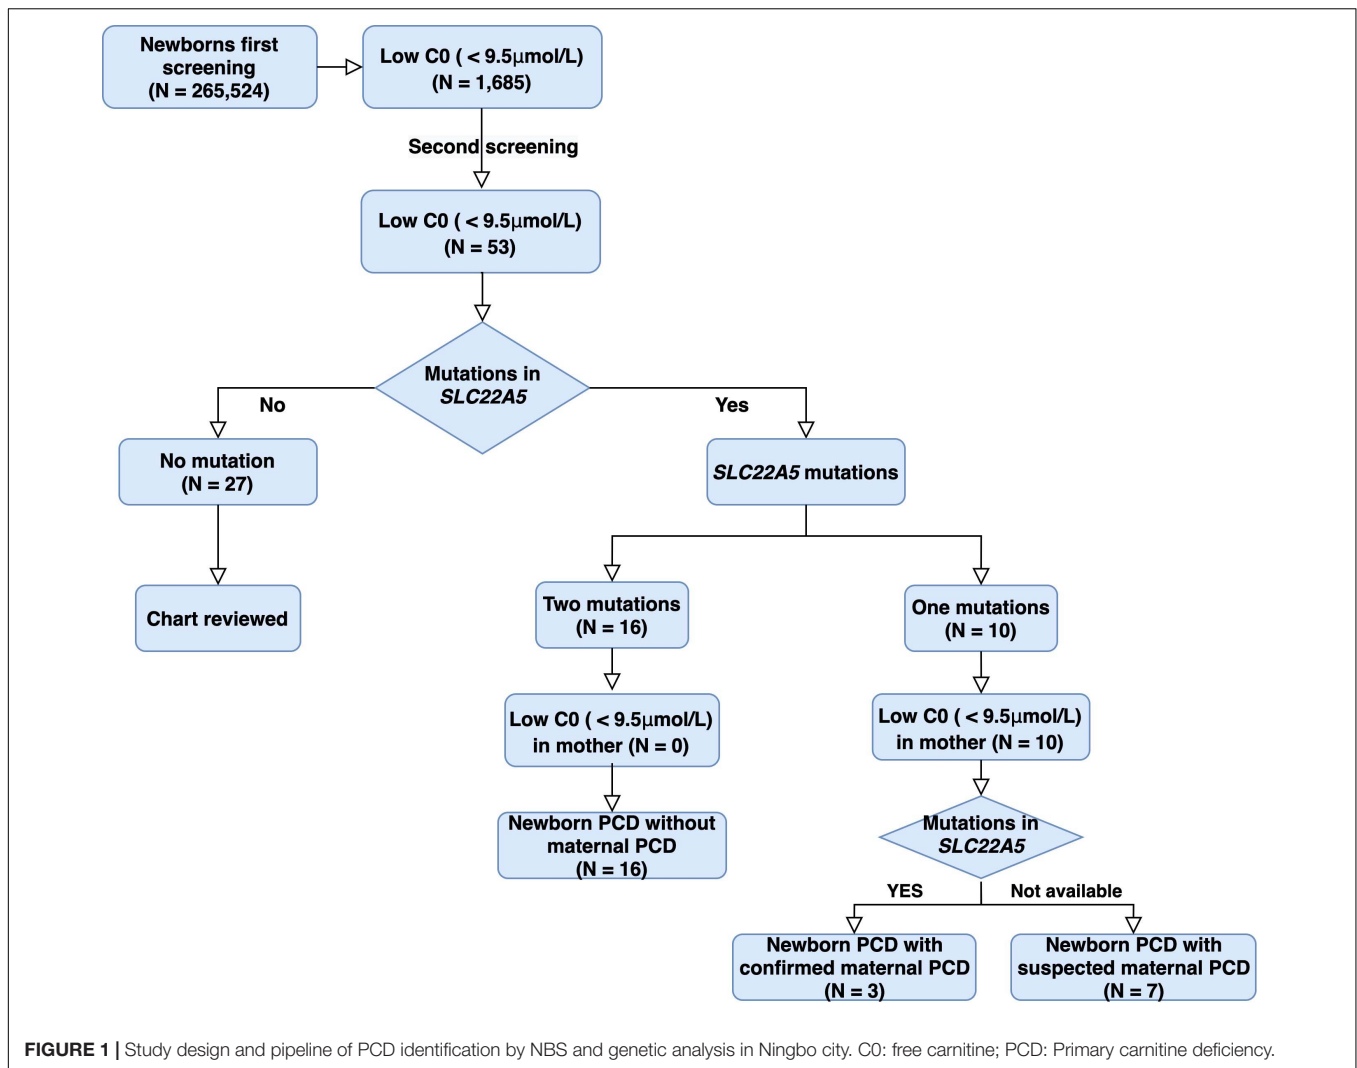 Newborns first
screening
(N = 265,524)
Low C0 ( < 9.5μmol/L)
(N = 1,685)
Second screening
Low C0 ( < 9.5μmol/L)
(N = 53)
Mutations in
SLC22A5
No
Yes
No mutation
(N = 27)
SLC22A5 mutations
Chart reviewed
Two mutations
(N = 16)
One mutations
(N = 10)
Low C0 ( < 9.5μmol/L)
in mother (N = 0)
Low C0 ( < 9.5μmol/L)
in mother (N = 10)
Newborn PCD without
maternal PCD
(N = 16)
Mutations in
SLC22A5
YES
Not available
Newborn PCD with
confirmed maternal PCD
(N = 3)
Newborn PCD with
suspected maternal PCD
(N = 7)
FIGURE 1 | Study design and pipeline of PCD identification by NBS and genetic analysis in Ningbo city. C0: free carnitine; PCD: Primary carnitine deficiency.